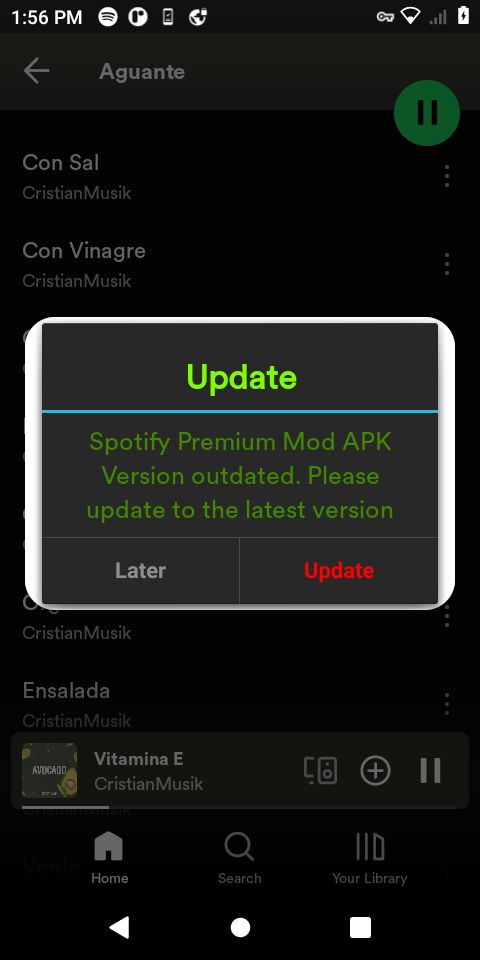 1:56 PM
Aguante
Con Sal
CristianMusik
Con Vinagre
CristianMusik
Update
Spotify Premium Mod APK
Version outdated. Please
update to the latest version
Later
Update
CristianMusik
Ensalada
CristianMusik
AVOCADO
Vitamina E
CristianMusik
Verde
Home
Search
Your Library